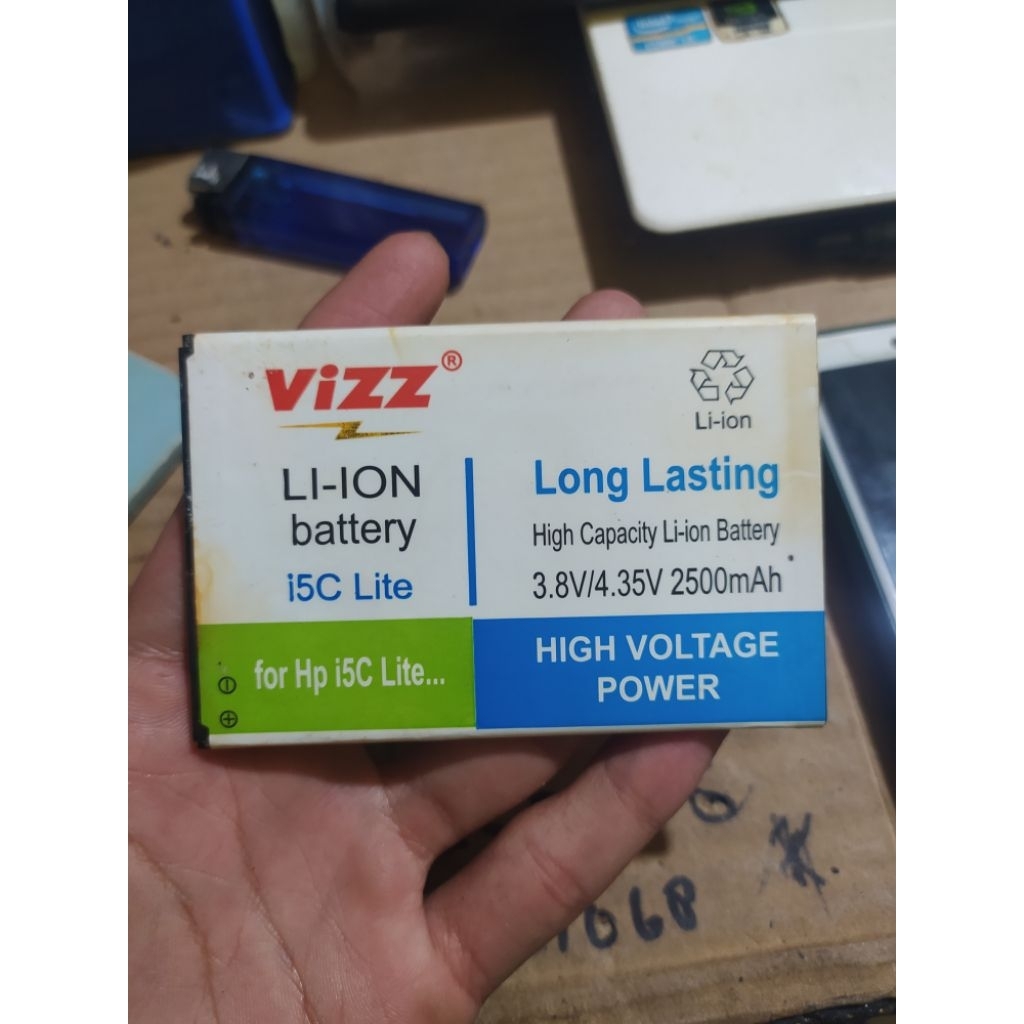 ViZZ®
LI-ION
battery
i5C Lite
for Hp i5C Lite...
Li-ion
Long Lasting
High Capacity Li-ion Battery
3.8V/4.35V 2500mAh
HIGH VOLTAGE
POWER
1068